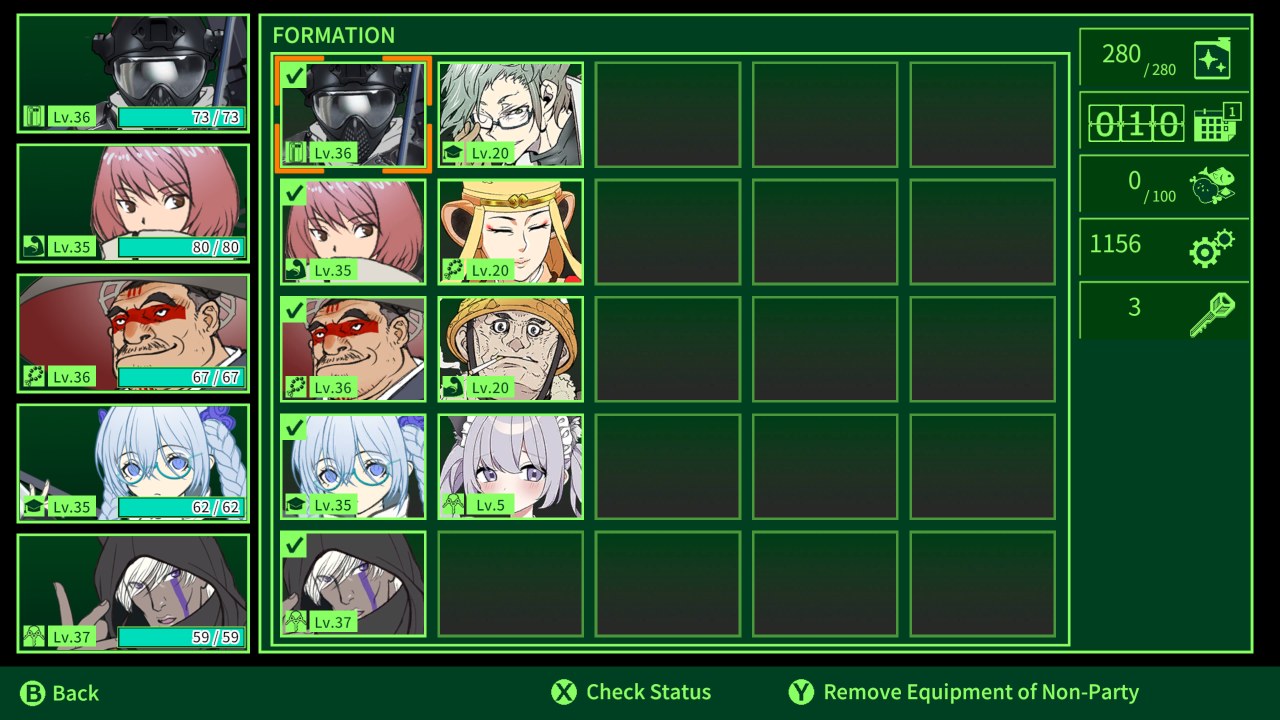 Lv.36
73 / 73
Lv.35
80 / 80
Lv.36
67 / 67
Lv.35
62 / 62
Lv.37
59 / 59
FORMATION
Lv.36
Lv.20
Lv.35
Lv.20
Lv.36
Lv.20
Lv.35
Lv.5
Lv.37
280 / 280
010
1
0 / 100
1156
3
B Back
X Check Status
Y Remove Equipment of Non-Party